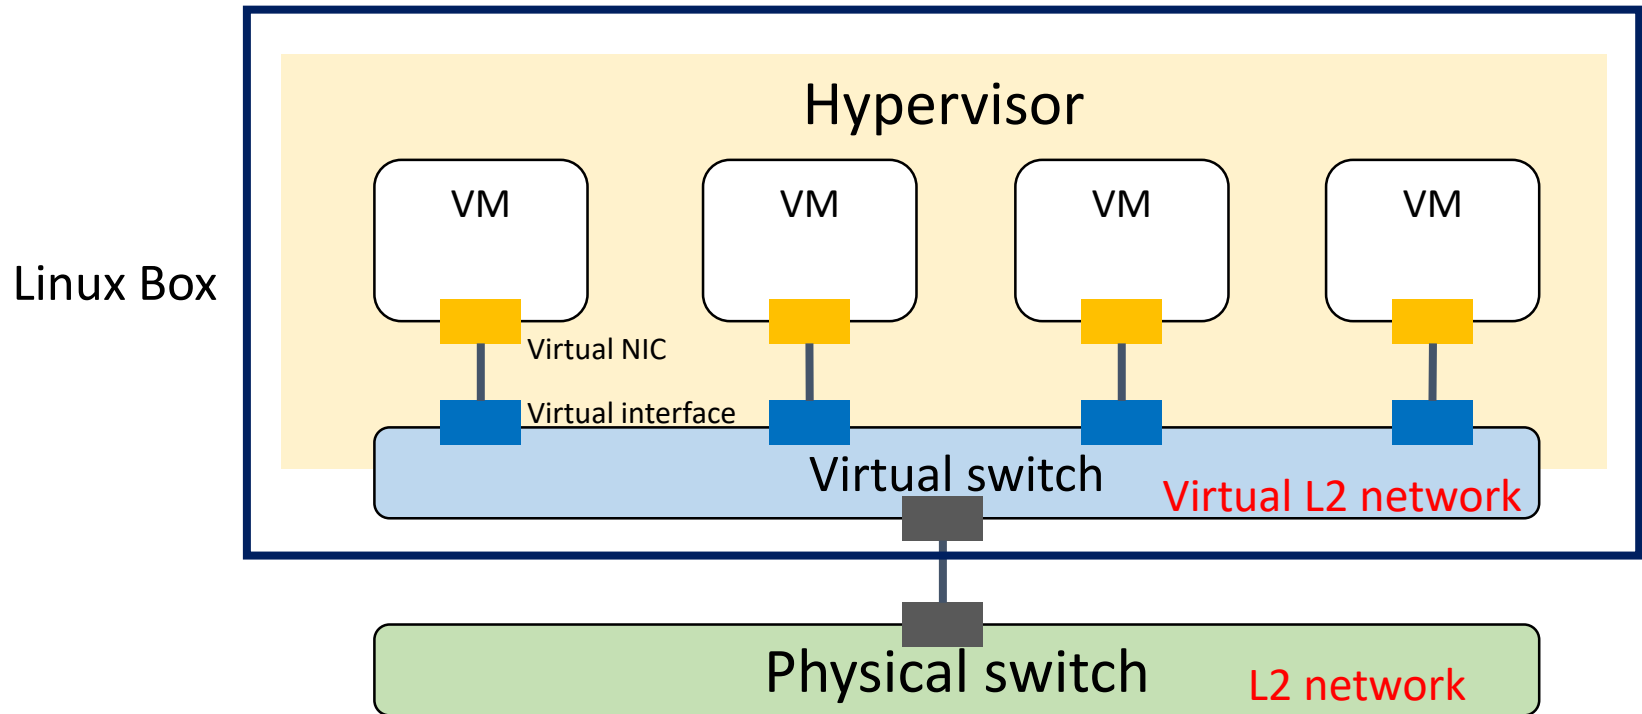 Hypervisor
VM
VM
VM
VM
Linux Box
Virtual NIC
Virtual interface
Virtual switch
Virtual L2 network
Physical switch
L2 network